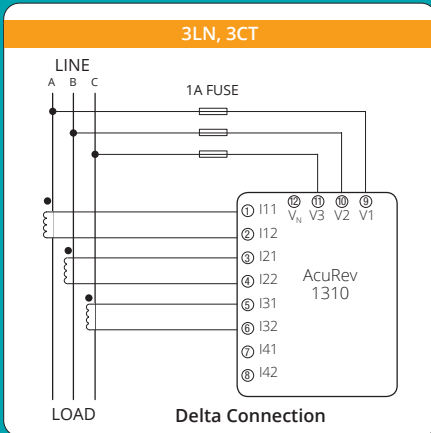 3LN, 3CT
LINE
A B C
1A FUSE
⑫ ⑪ ⑩ ⑨
VN V3 V2 V1
① I11
② I12
③ I21
④ I22
⑤ I31
⑥ I32
⑦ I41
⑧ I42
AcuRev
1310
LOAD
Delta Connection